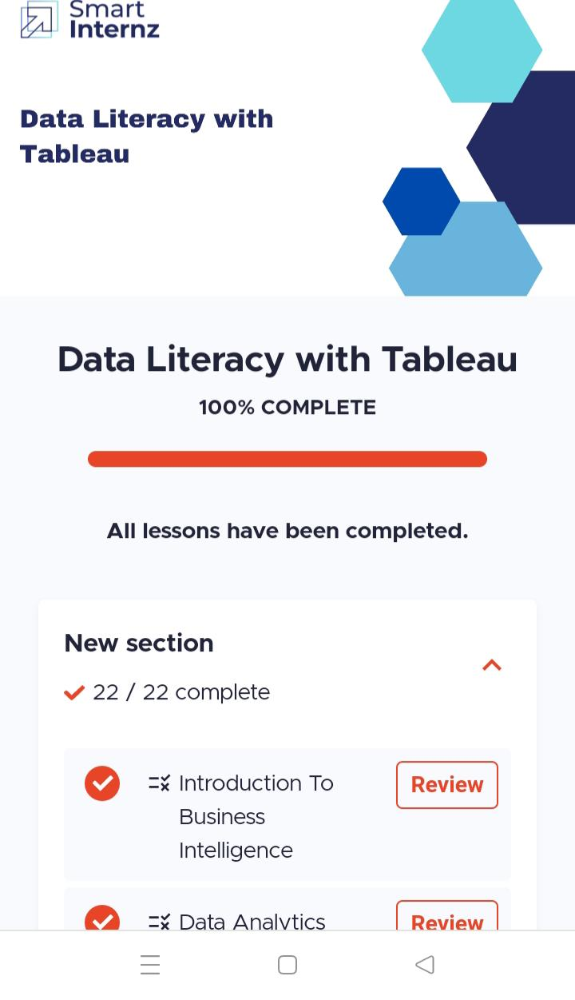 Smart
Internz
Data Literacy with
Tableau
Data Literacy with Tableau
100% COMPLETE
All lessons have been completed.
New section
22 / 22 complete
Introduction To
Business
Intelligence
Review
Data Analytics
Review